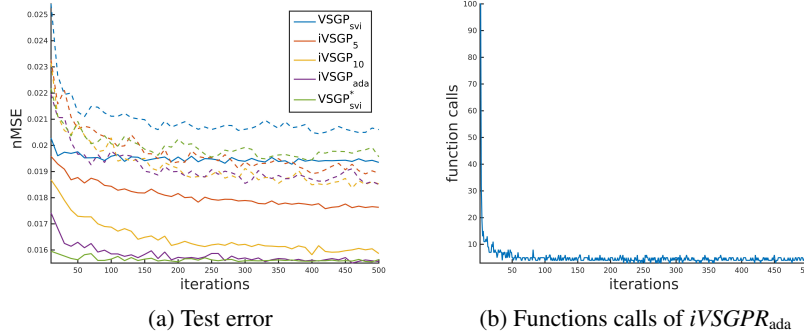 0.025
0.024
0.023
0.022
0.021
0.02
0.019
0.018
0.017
0.016
nMSE
50 100 150 200 250 300 350 400 450 500
iterations
VSGP_svi
iVSGP_5
iVSGP_10
iVSGP_ada
VSGP*_svi
(a) Test error
100
90
80
70
60
50
40
30
20
10
0
function calls
50 100 150 200 250 300 350 400 450 500
iterations
(b) Functions calls of iVSGPR_ada